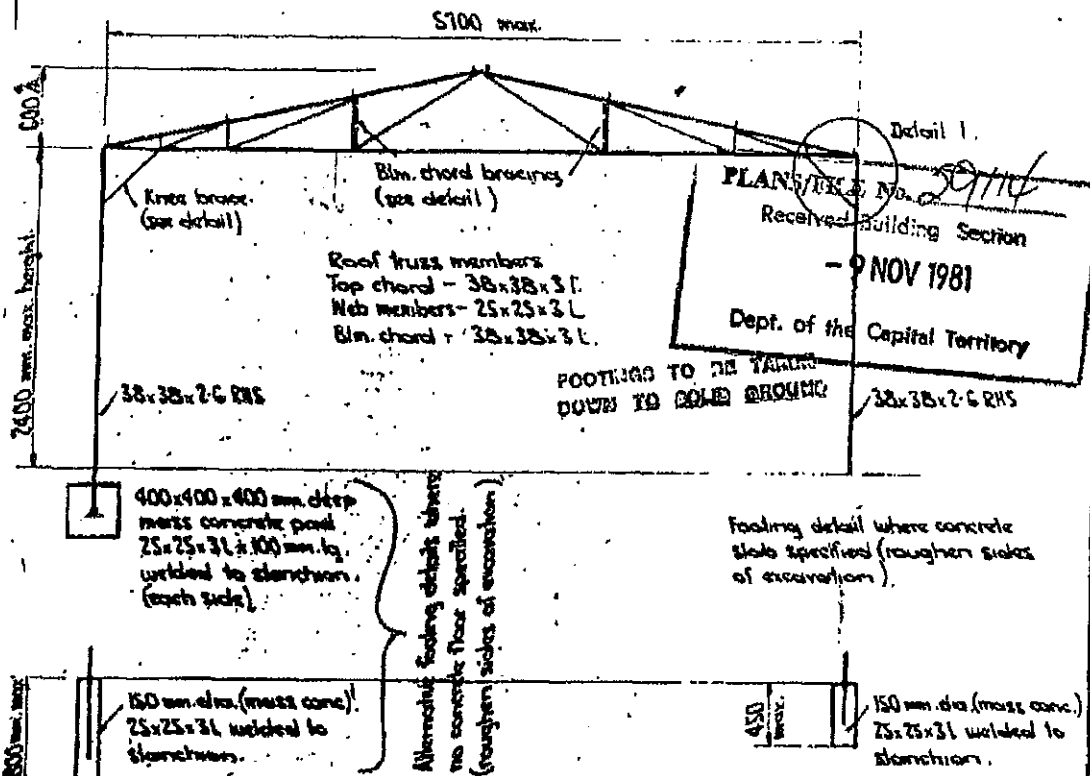 5700 max.
600
2400 mm. max. height.
Detail 1.
Knee brace.
(see detail)
Btm. chord bracings
(see detail)
PLANS/FILE No.
Received Building Section
- 9 NOV 1981
Dept. of the Capital Territory
Roof truss members
Top chord - 38x38x3 L.
Web members - 25x25x3 L
Btm. chord - 38x38x3 L.
FOOTINGS TO BE TAKEN
DOWN TO SOLID GROUND
38x38x2.6 RHS
38x38x2.6 RHS
400x400x400 mm. deep
mass concrete pad
25x25x3L x 100 mm. lg.
welded to stanchion.
(each side)
Alternative footing details where
no concrete floor specified.
(roughen sides of excavation)
Footing detail where concrete
slab specified (roughen sides
of excavation).
150 mm. dia. (mass conc.)
25x25x3L welded to
stanchion.
450
max.
150 mm. dia. (mass conc.)
25x25x3L welded to
stanchion.